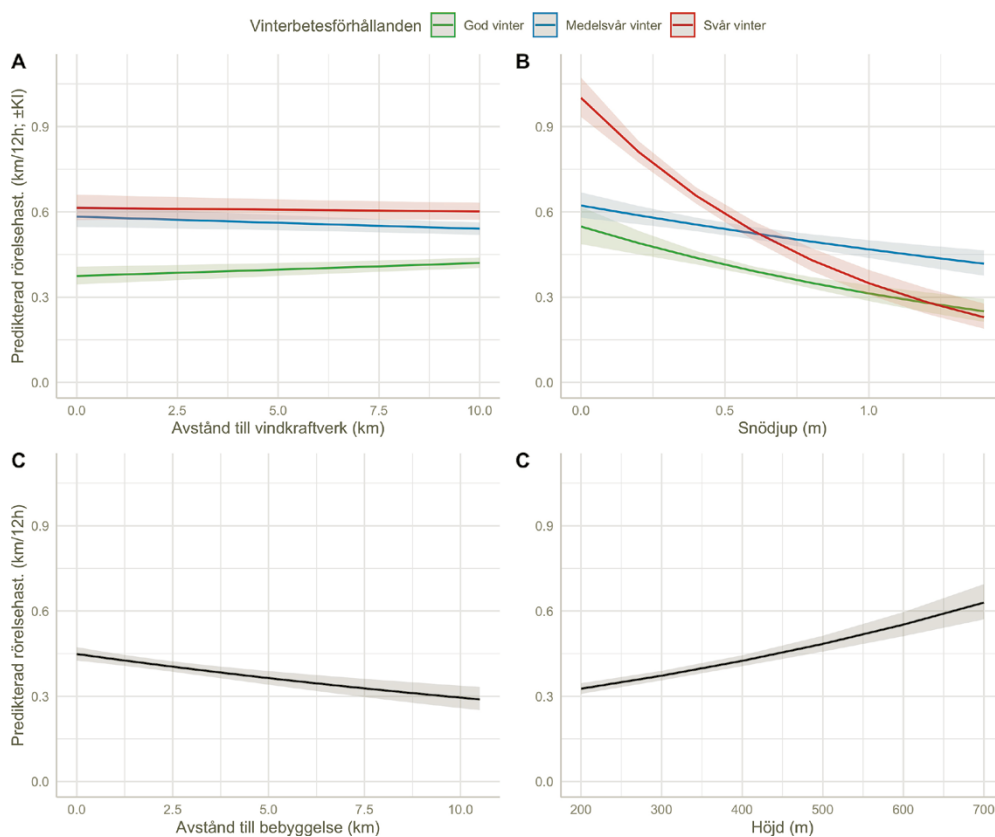 Vinterbetesförhållanden God vinter Medelsvår vinter Svår vinter
A
B
Predikterad rörelsehast. (km/12h; ±KI)
0.9
0.6
0.3
0.0
0.0 2.5 5.0 7.5 10.0
Avstånd till vindkraftverk (km)
0.9
0.6
0.3
0.0
0.0 0.5 1.0
Snödjup (m)
C
C
Predikterad rörelsehast. (km/12h)
0.9
0.6
0.3
0.0
0.0 2.5 5.0 7.5 10.0
Avstånd till bebyggelse (km)
0.9
0.6
0.3
0.0
200 300 400 500 600 700
Höjd (m)